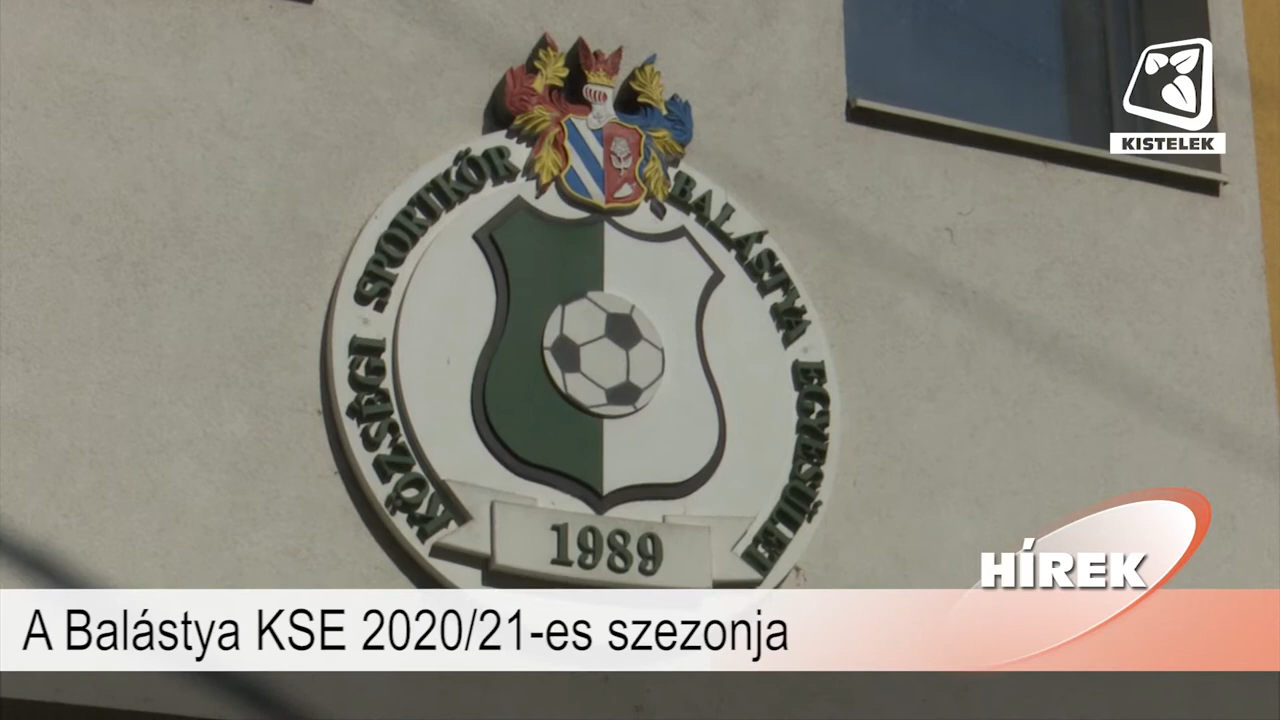 KISTELEK
KÖZSÉGI SPORTKÖR BALÁSTYA EGYESÜLET
1989
HÍREK
A Balástya KSE 2020/21-es szezonja